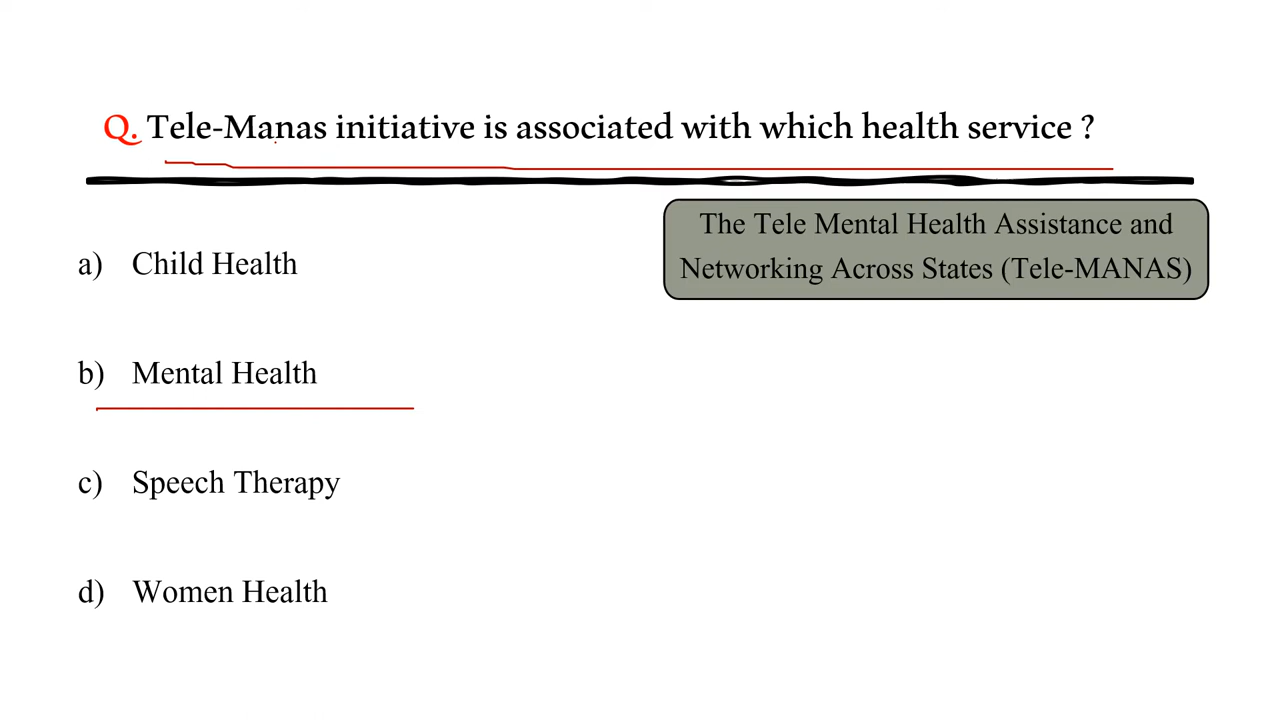 Q. Tele-Manas initiative is associated with which health service ?
The Tele Mental Health Assistance and
Networking Across States (Tele-MANAS)
a) Child Health
b) Mental Health
c) Speech Therapy
d) Women Health